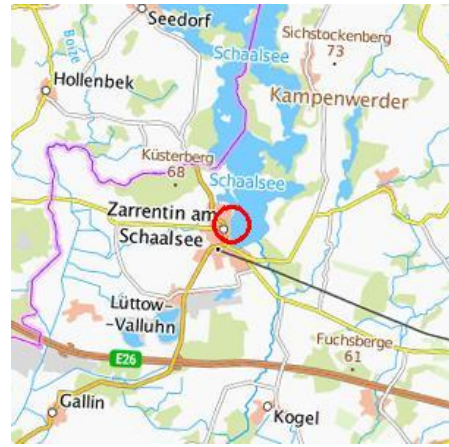 Seedorf
Boize
Schaalsee
Sichstockenberg
73
Hollenbek
Kampenwerder
Küsterberg
68
Schaalsee
Zarrentin am
Schaalsee
Lüttow-
-Valluhn
Fuchsberge
61
E26
Gallin
Kogel